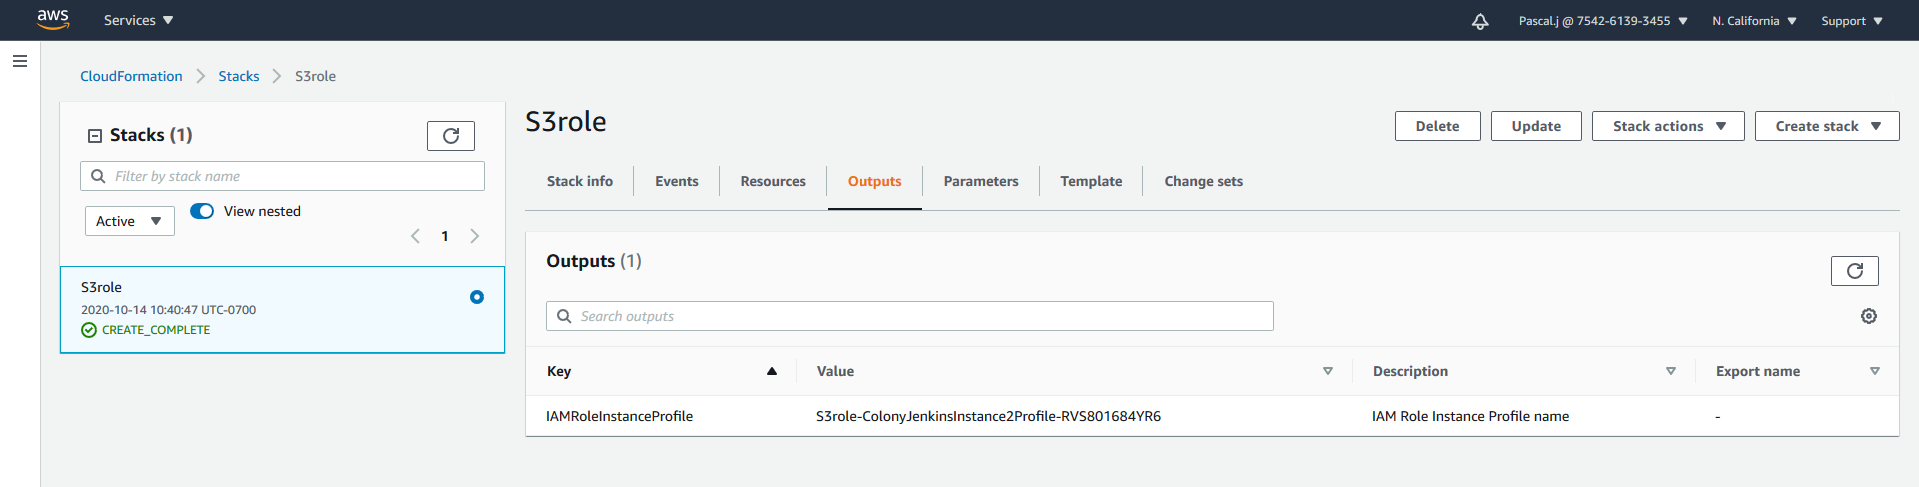 aws Services Pascal.j @ 7542-6139-3455 N. California Support
CloudFormation Stacks S3role
Stacks (1)
Filter by stack name
Active View nested
1
S3role
2020-10-14 10:40:47 UTC-0700
CREATE_COMPLETE
S3role
Delete Update Stack actions Create stack
Stack info Events Resources Outputs Parameters Template Change sets
Outputs (1)
Search outputs
Key Value Description Export name
IAMRoleInstanceProfile S3role-ColonyJenkinsInstance2Profile-RVS801684YR6 IAM Role Instance Profile name -